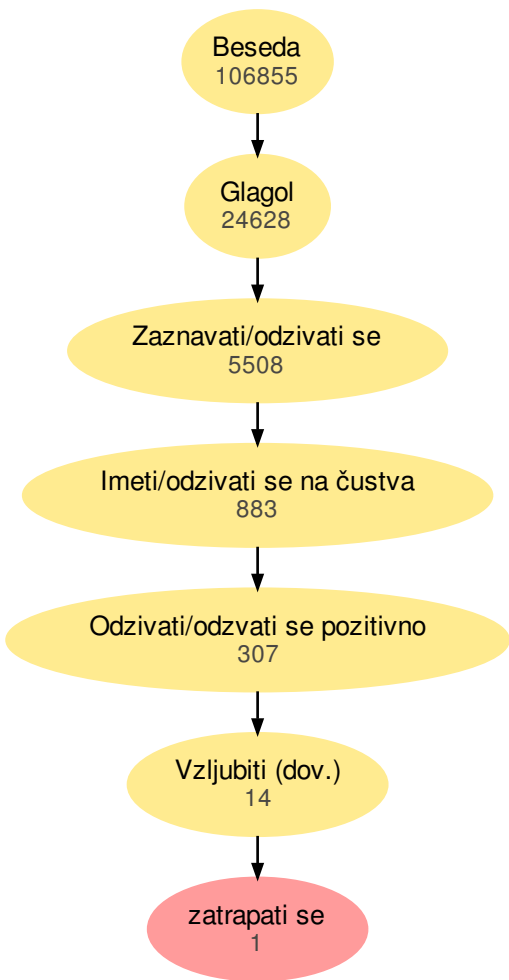 Beseda
106855
Glagol
24628
Zaznavati/odzivati se
5508
Imeti/odzivati se na čustva
883
Odzivati/odzvati se pozitivno
307
Vzljubiti (dov.)
14
zatrapati se
1